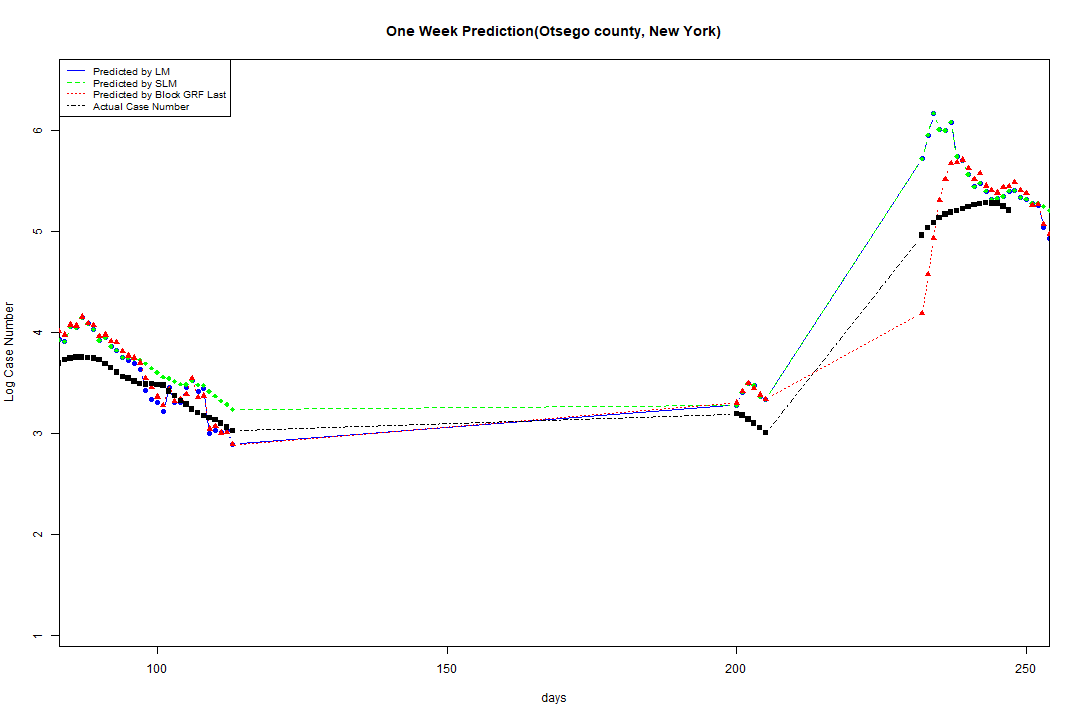 One Week Prediction(Otsego county, New York)
Predicted by LM
Predicted by SLM
Predicted by Block GRF Last
Actual Case Number
Log Case Number
6
5
4
3
2
1
100
150
200
250
days